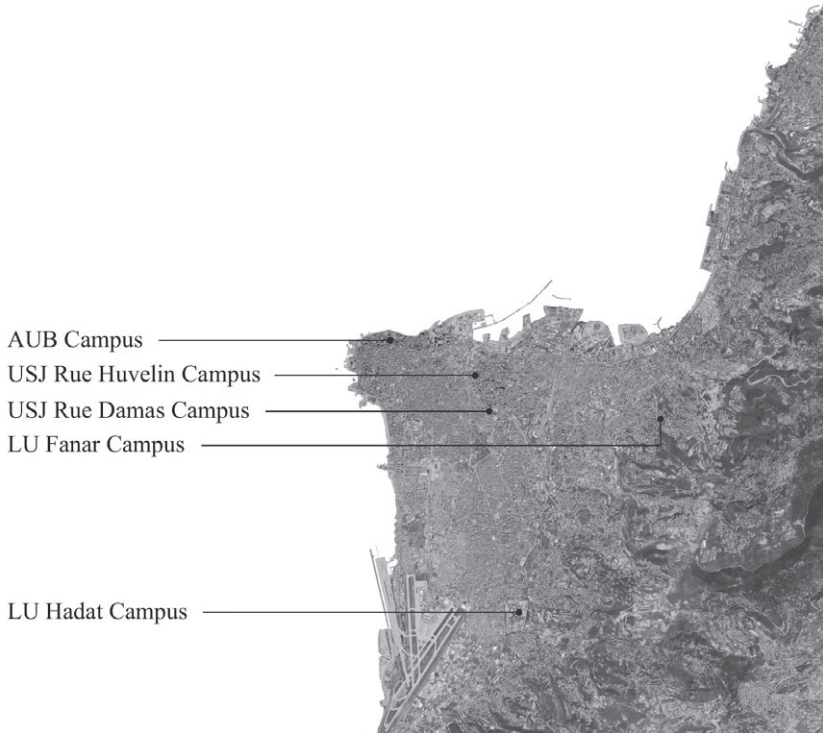 AUB Campus
USJ Rue Huvelin Campus
USJ Rue Damas Campus
LU Fanar Campus
LU Hadat Campus